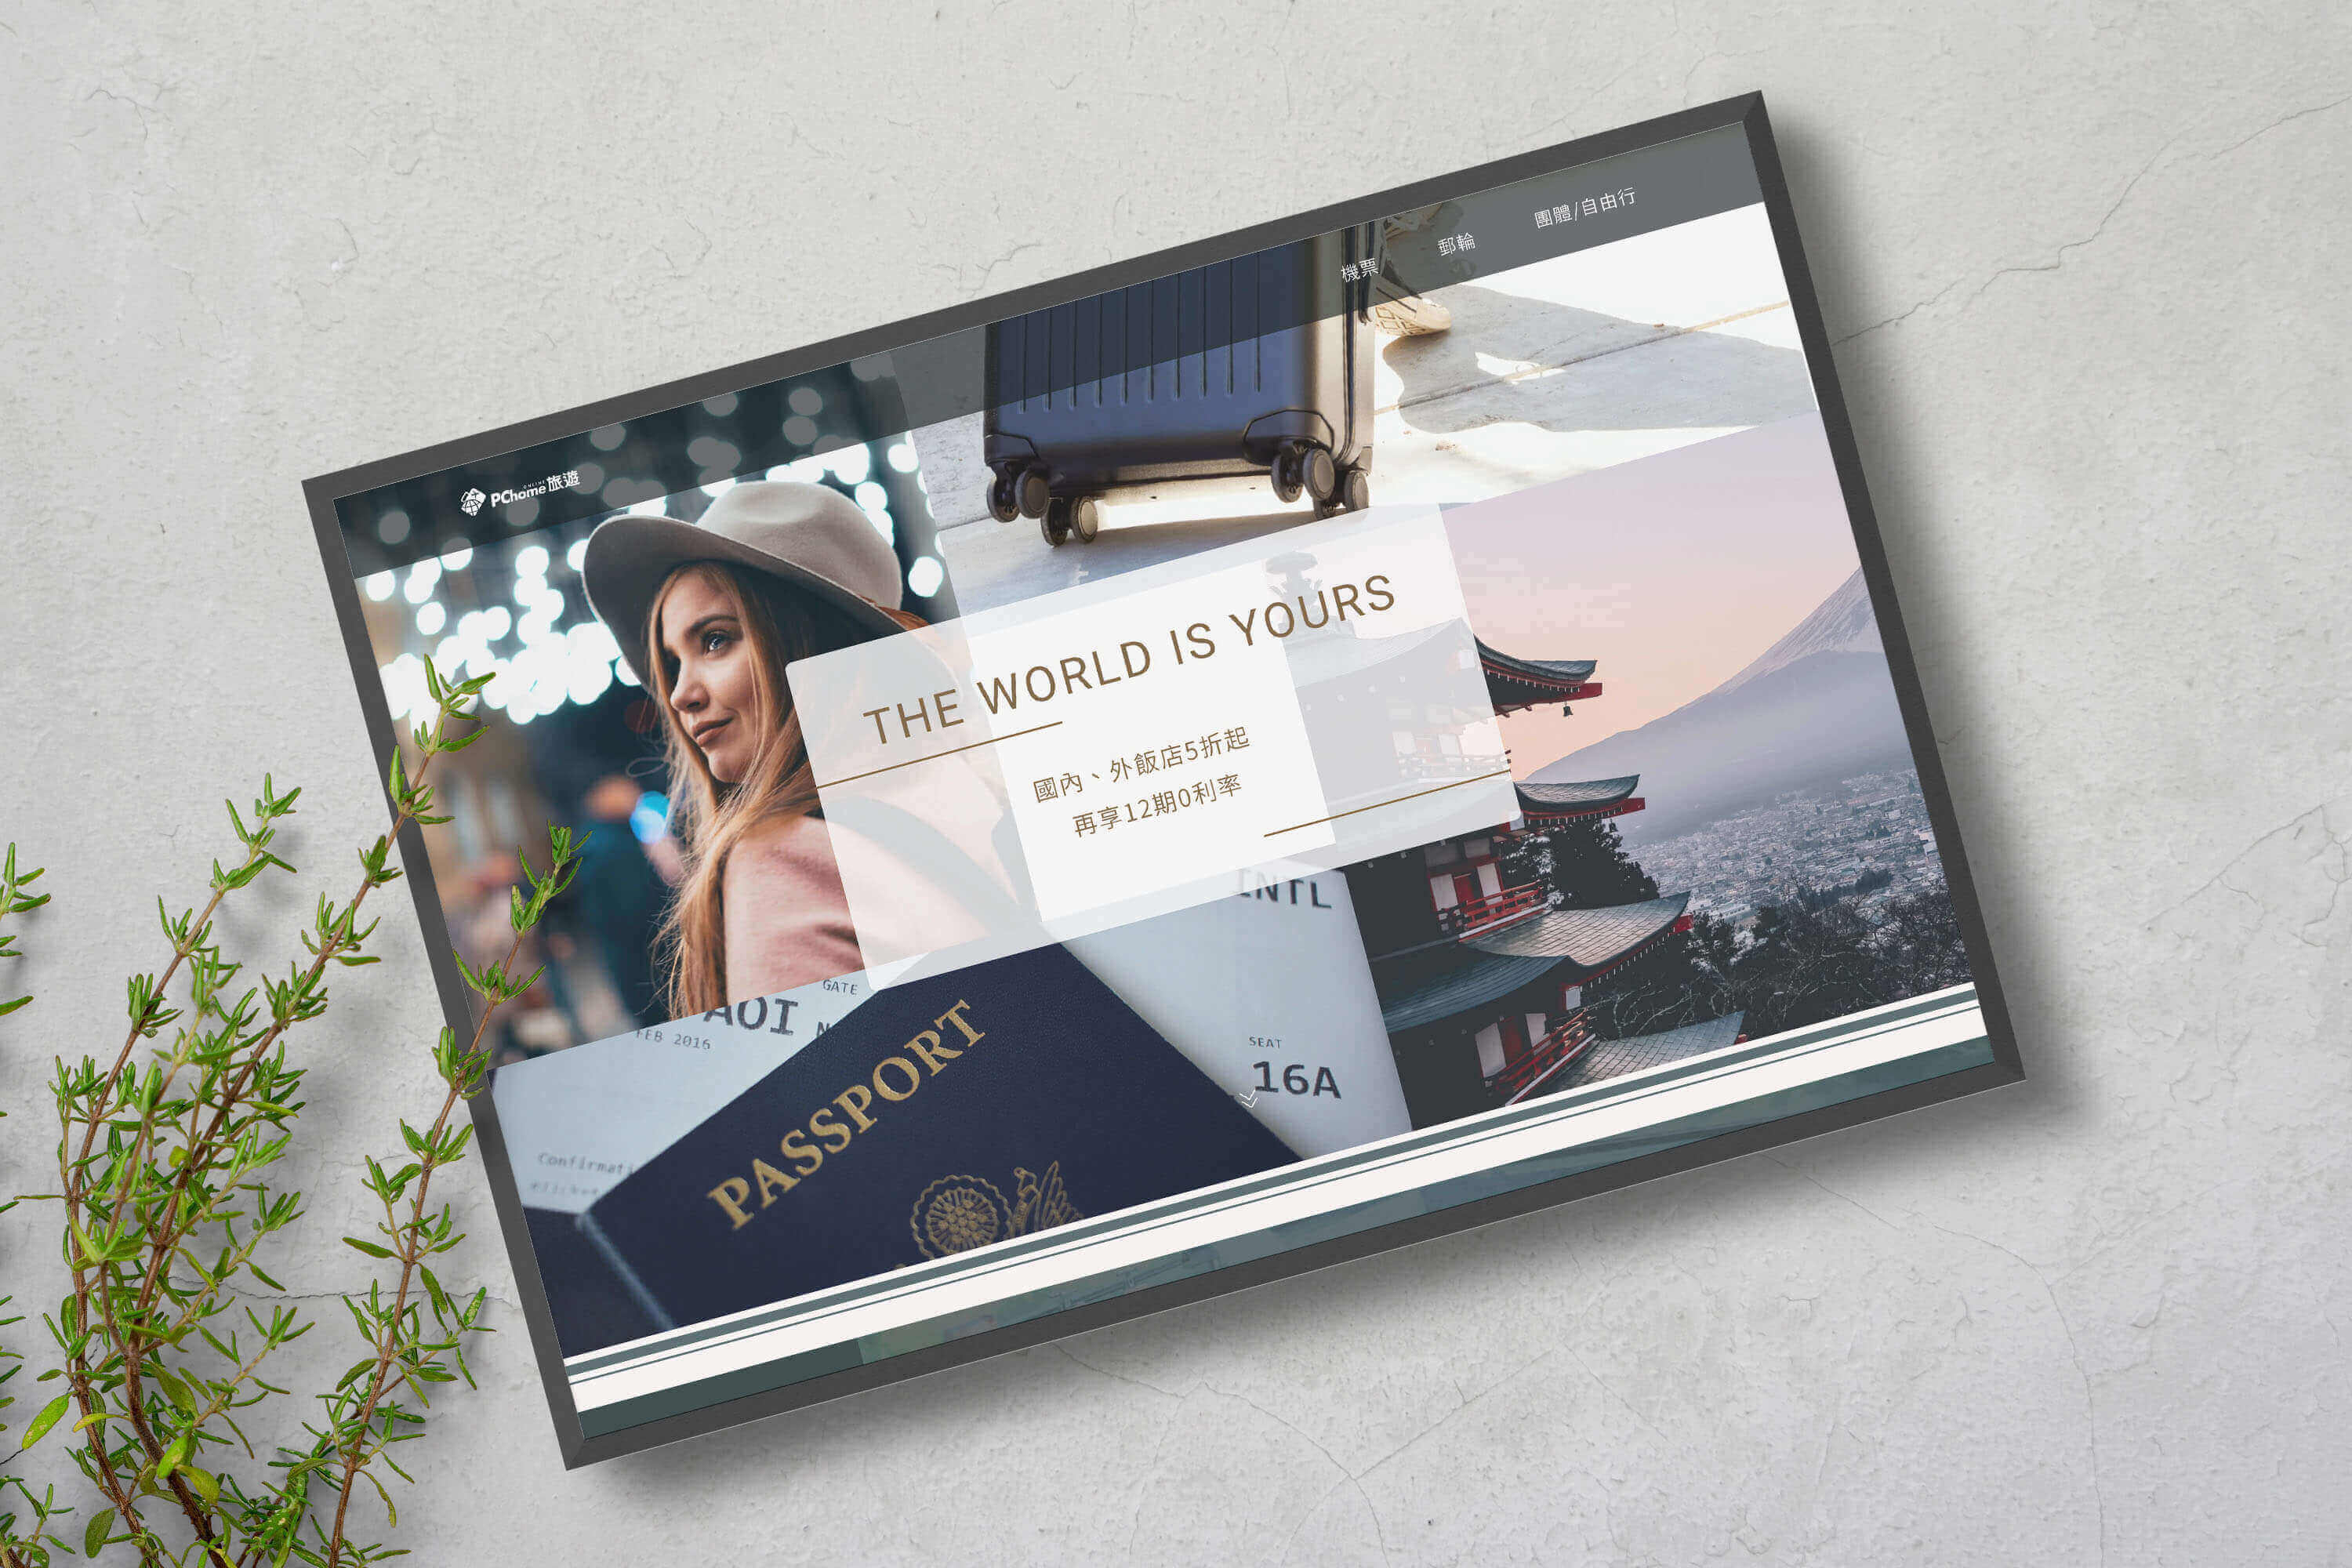 PChome ONLINE 旅遊
機票
郵輪
團體/自由行
THE WORLD IS YOURS
國內、外飯店5折起
再享12期0利率
INTL
GATE
AOI
FEB 2016
PASSPORT
SEAT
16A